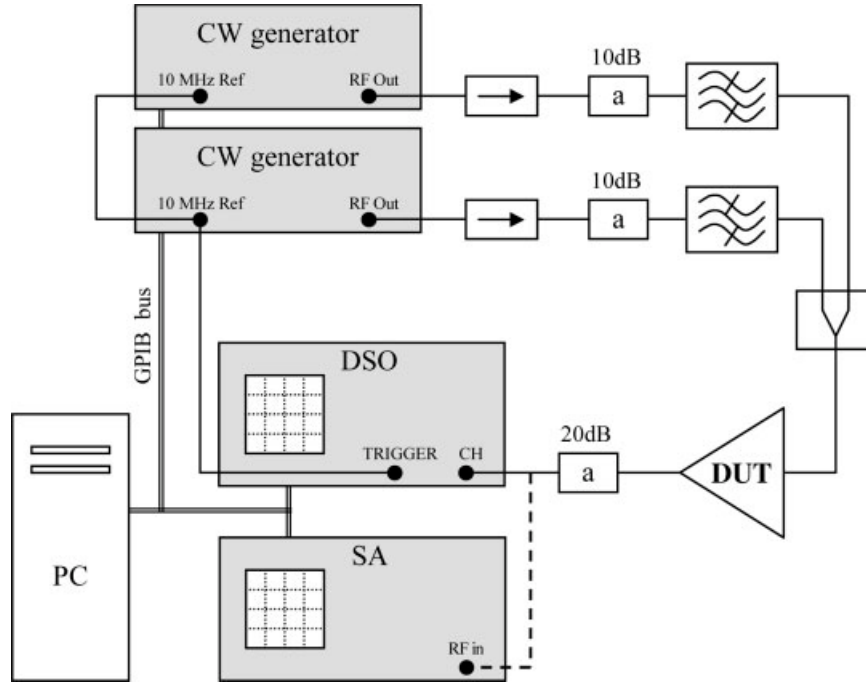 CW generator
10 MHz Ref
RF Out
10dB
a
CW generator
10 MHz Ref
RF Out
10dB
a
GPIB bus
DSO
TRIGGER
CH
20dB
a
DUT
PC
SA
RF in